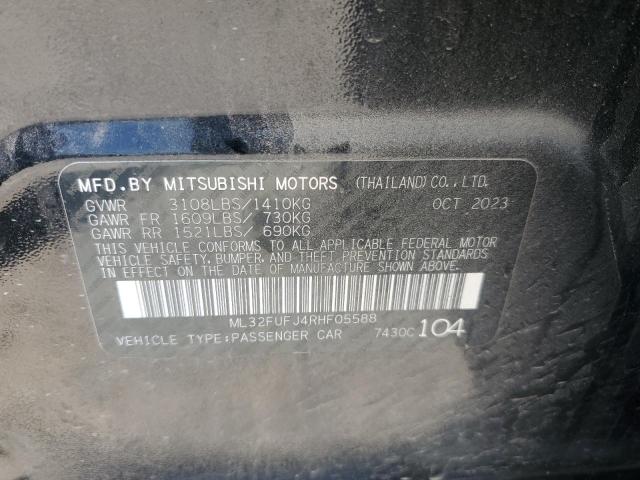 MFD. BY MITSUBISHI MOTORS (THAILAND) CO., LTD.
GVWR 3108LBS/1410KG OCT 2023
GAWR FR 1609LBS/ 730KG
GAWR RR 1521LBS/ 690KG
THIS VEHICLE CONFORMS TO ALL APPLICABLE FEDERAL MOTOR
VEHICLE SAFETY, BUMPER, AND THEFT PREVENTION STANDARDS
IN EFFECT ON THE DATE OF MANUFACTURE SHOWN ABOVE.
ML32FUFJ4RHF05588
VEHICLE TYPE:PASSENGER CAR 7430C 104